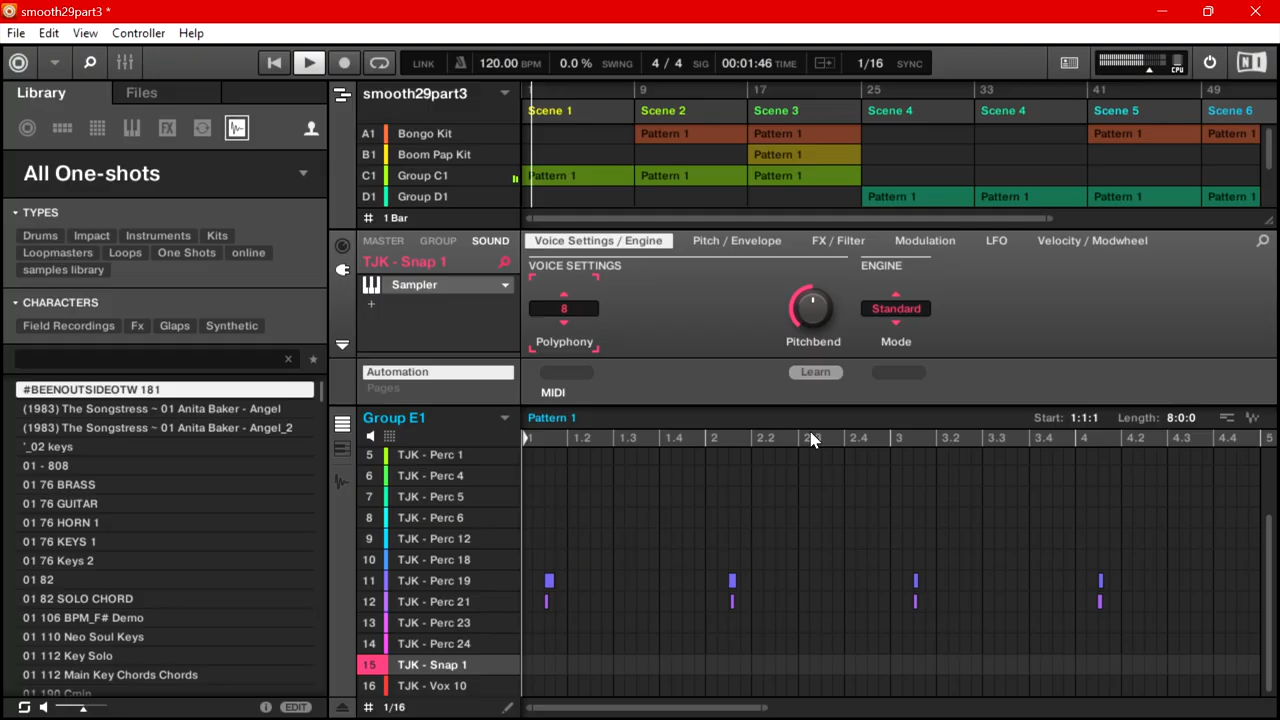 smooth29part3 *
File Edit View Controller Help
LINK 120.00 BPM 0.0 % SWING 4 / 4 SIG 00:01:46 TIME 1/16 SYNC CPU
Library Files
All One-shots
TYPES
Drums Impact Instruments Kits
Loopmasters Loops One Shots online
samples library
CHARACTERS
Field Recordings Fx Glaps Synthetic
#BEENOUTSIDEOTW 181
(1983) The Songstress ~ 01 Anita Baker - Angel
(1983) The Songstress ~ 01 Anita Baker - Angel_2
'_02 keys
01 - 808
01 76 BRASS
01 76 GUITAR
01 76 HORN 1
01 76 KEYS 1
01 76 Keys 2
01 82
01 82 SOLO CHORD
01 106 BPM_F# Demo
01 110 Neo Soul Keys
01 112 Key Solo
01 112 Main Key Chords Chords
01 190 Cmin
EDIT
smooth29part3 1 9 17 25 33 41 49
Scene 1 Scene 2 Scene 3 Scene 4 Scene 4 Scene 5 Scene 6
A1 Bongo Kit Pattern 1 Pattern 1 Pattern 1 Pattern 1
B1 Boom Pap Kit Pattern 1
C1 Group C1 Pattern 1 Pattern 1 Pattern 1
D1 Group D1 Pattern 1 Pattern 1 Pattern 1 Pattern 1
1 Bar
MASTER GROUP SOUND Voice Settings / Engine Pitch / Envelope FX / Filter Modulation LFO Velocity / Modwheel
TJK - Snap 1 VOICE SETTINGS ENGINE
Sampler
+ 8 Standard
Polyphony Pitchbend Mode
Automation Learn
Pages MIDI
Group E1 Pattern 1 Start: 1:1:1 Length: 8:0:0
1 1.2 1.3 1.4 2 2.2 2.3 2.4 3 3.2 3.3 3.4 4 4.2 4.3 4.4 5
5 TJK - Perc 1
6 TJK - Perc 4
7 TJK - Perc 5
8 TJK - Perc 6
9 TJK - Perc 12
10 TJK - Perc 18
11 TJK - Perc 19
12 TJK - Perc 21
13 TJK - Perc 23
14 TJK - Perc 24
15 TJK - Snap 1
16 TJK - Vox 10
1/16